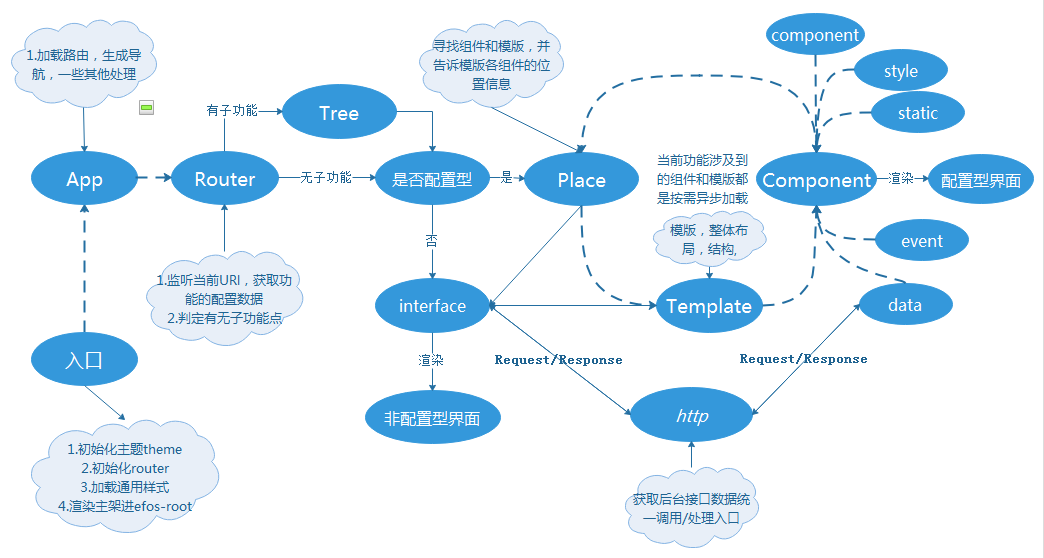 1.加载路由，生成导
航，一些其他处理
App
入口
1.初始化主题theme
2.初始化router
3.加载通用样式
4.渲染主架进efos-root
Router
1.监听当前URI，获取功
能的配置数据
2.判定有无子功能点
有子功能
无子功能
Tree
是否配置型
是
否
interface
渲染
非配置型界面
寻找组件和模版，并
告诉模版各组件的位
置信息
Place
当前功能涉及到
的组件和模版都
是按需异步加载
模版，整体布
局，结构,
Template
component
style
static
Component
渲染
配置型界面
event
data
Request/Response
Request/Response
http
获取后台接口数据统
一调用/处理入口